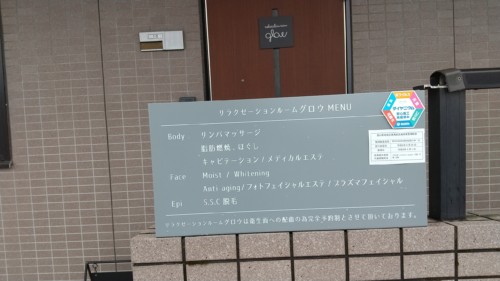 glow
リラクゼーションルームグロウ MENU
Body リンパマッサージ
脂肪燃焼、ほぐし
キャビテーション / メディカルエステ
Face Moist / Whitening
Anti aging / フォトフェイシャルエステ / プラズマフェイシャル
Epi S.S.C 脱毛
リラクゼーションルームグロウは衛生面への配慮の為完全予約制とさせて頂いております。